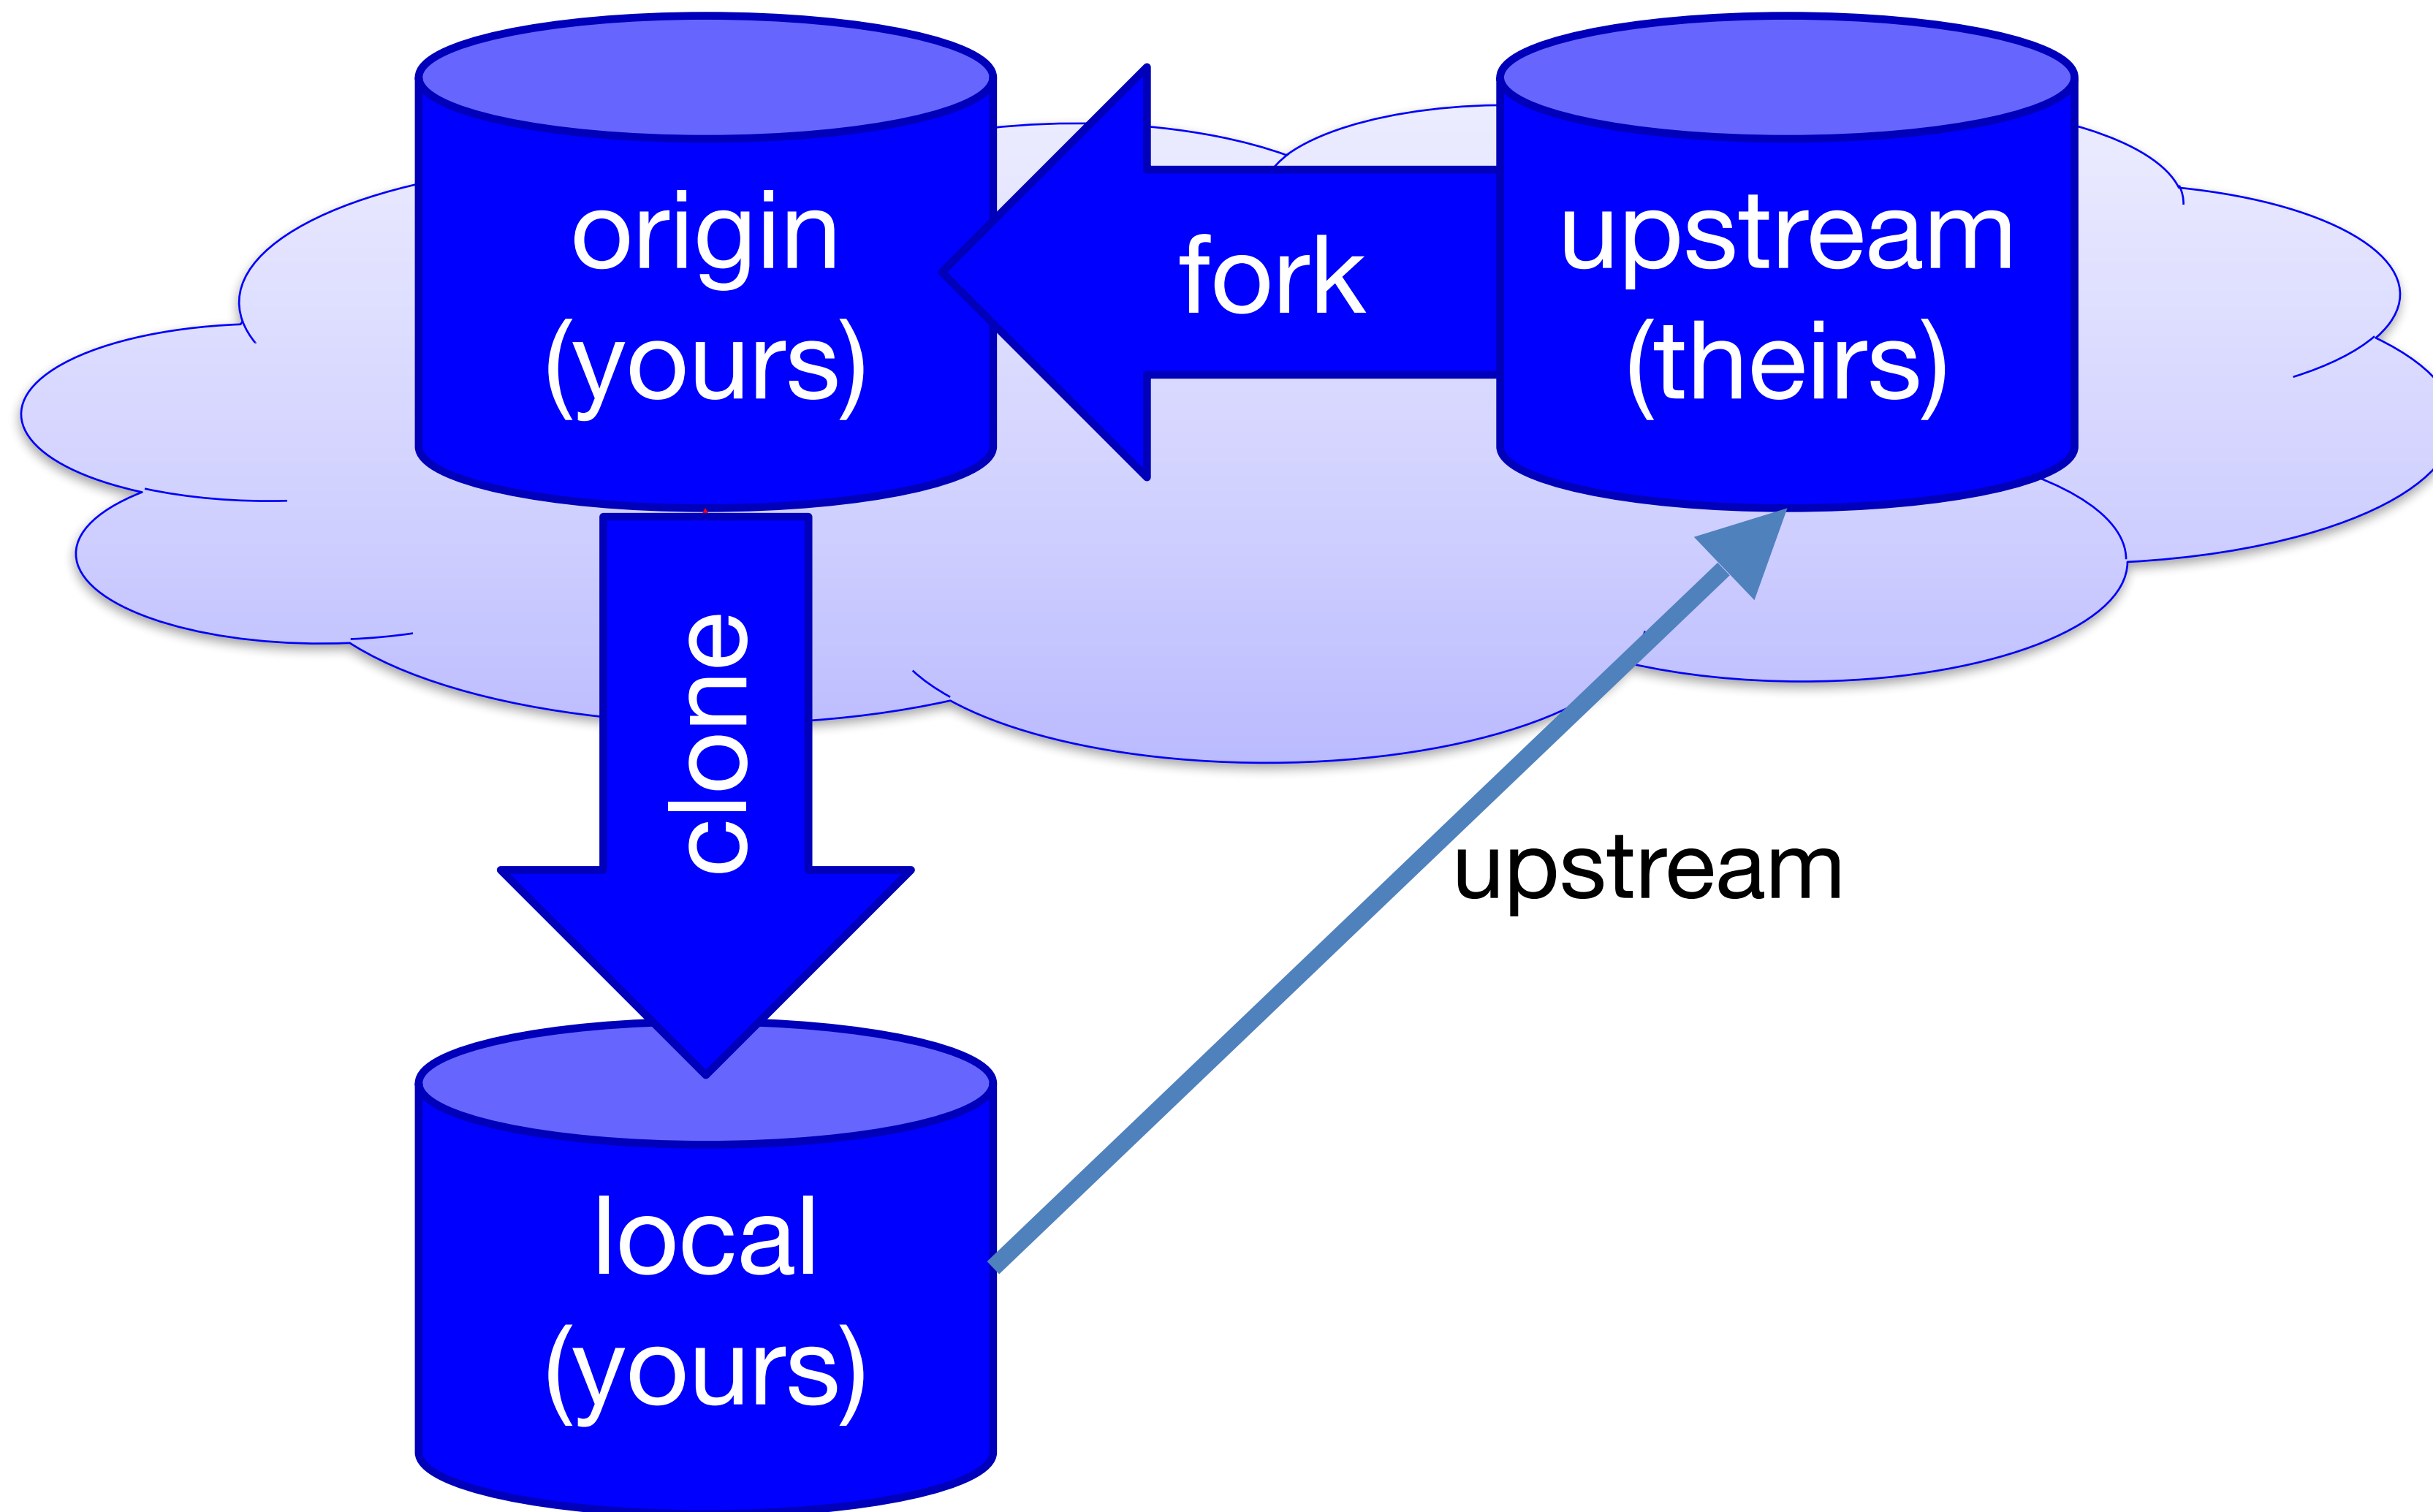 origin
(yours)
fork
upstream
(theirs)
clone
upstream
local
(yours)